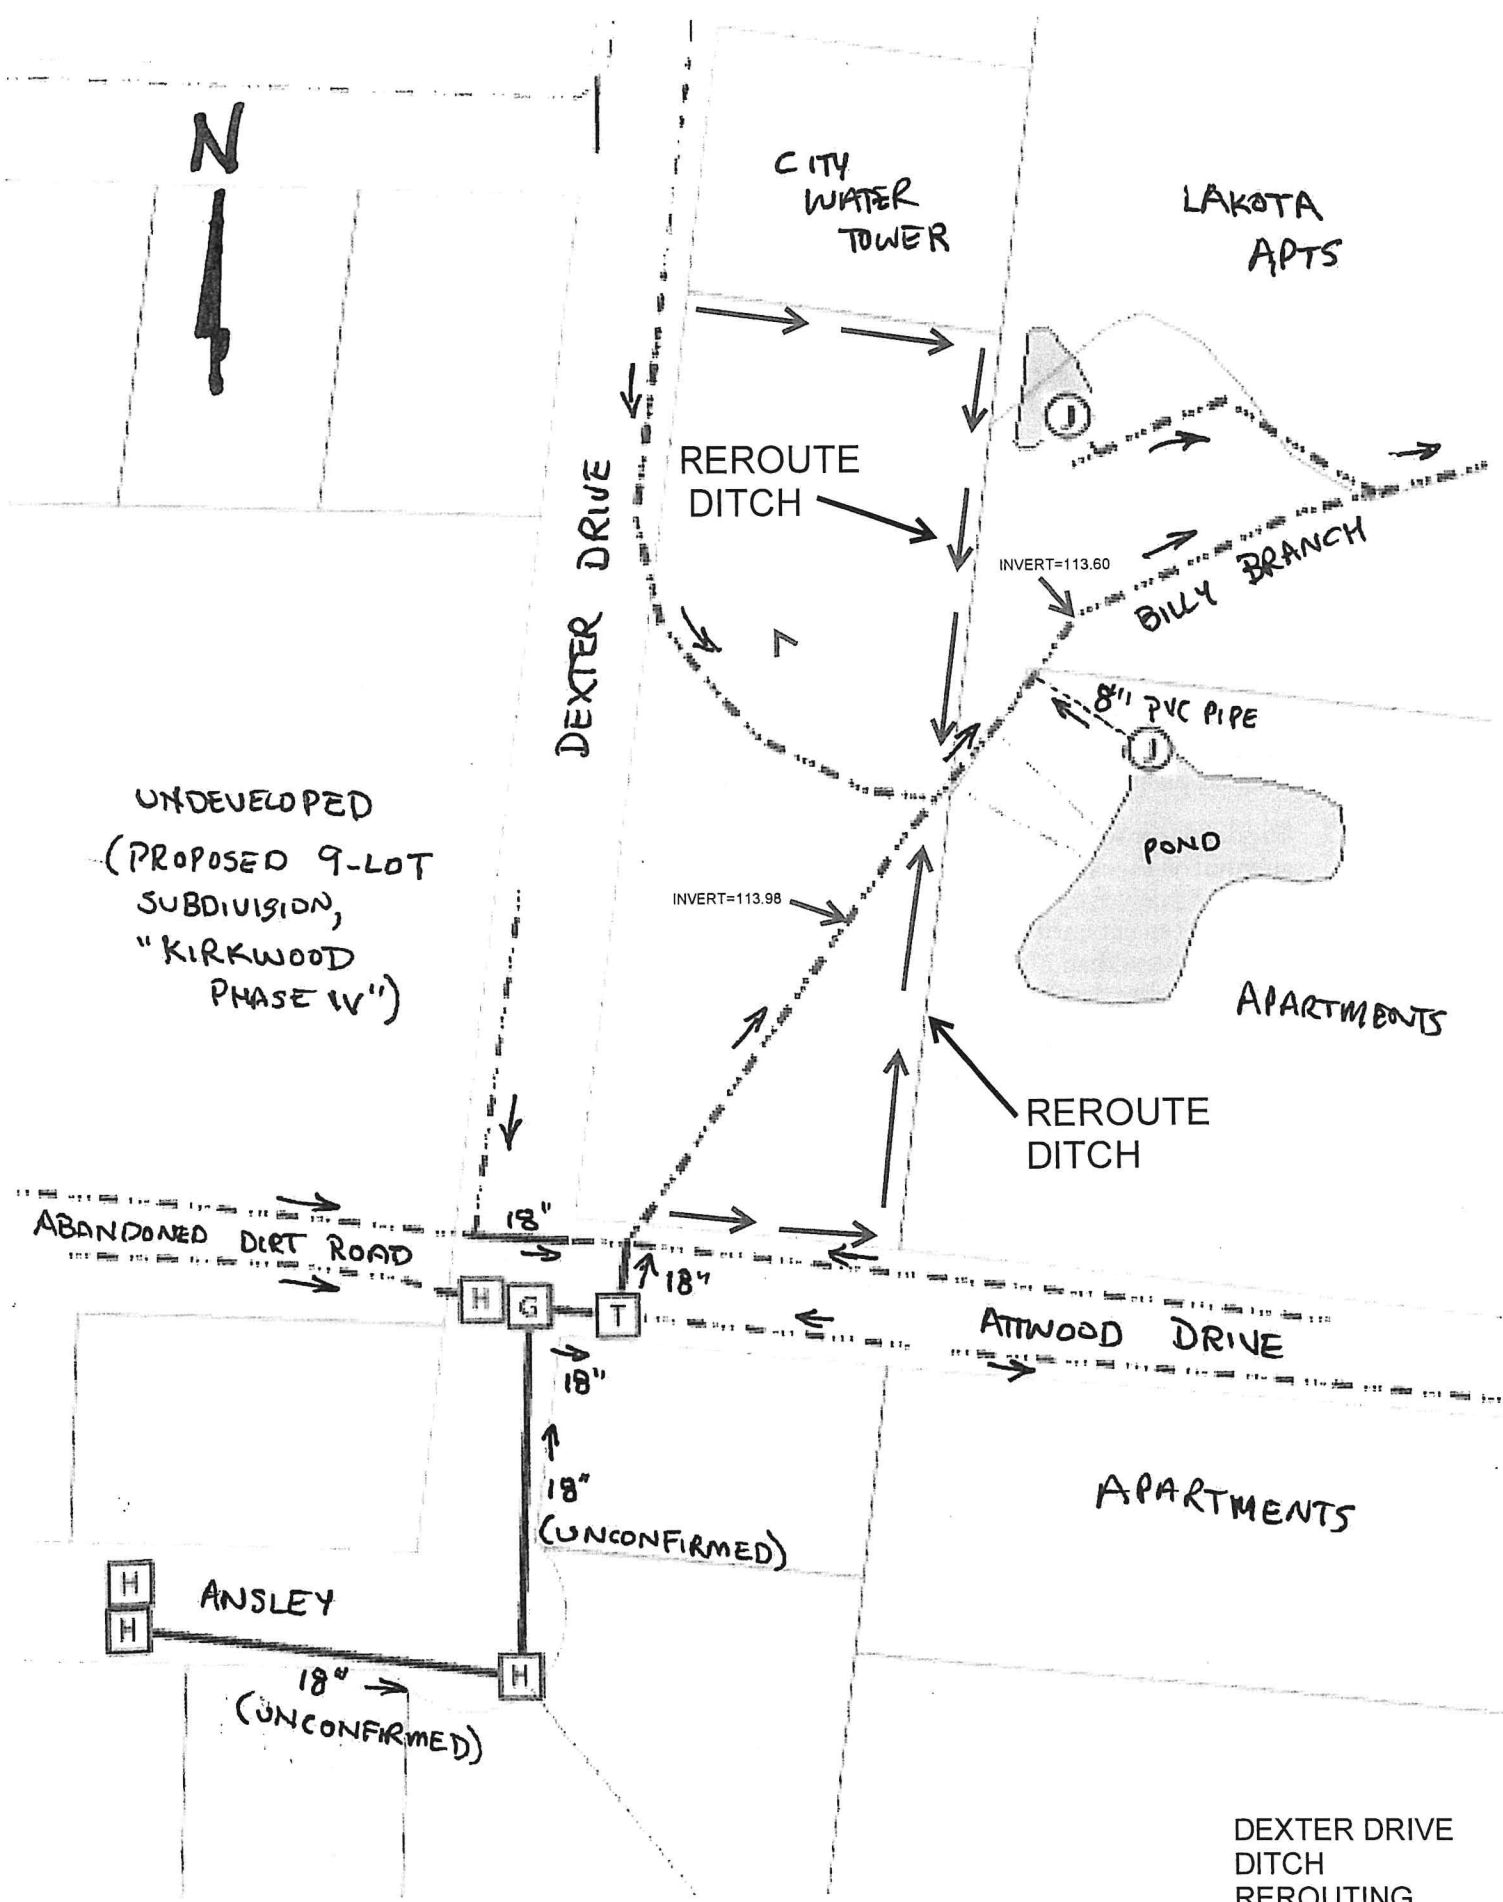 N
CITY
WATER
TOWER
LAKOTA
APTS
J
REROUTE
DITCH
DEXTER DRIVE
INVERT=113.60
BILLY BRANCH
8" PVC PIPE
J
POND
UNDEVELOPED
(PROPOSED 9-LOT
SUBDIVISION,
"KIRKWOOD
PHASE IV")
INVERT=113.98
APARTMENTS
REROUTE
DITCH
ABANDONED DIRT ROAD
18"
18"
H
G
T
ATTWOOD DRIVE
18"
18"
(UNCONFIRMED)
APARTMENTS
H
H
ANSLEY
H
18"
(UNCONFIRMED)
DEXTER DRIVE
DITCH
REROUTING